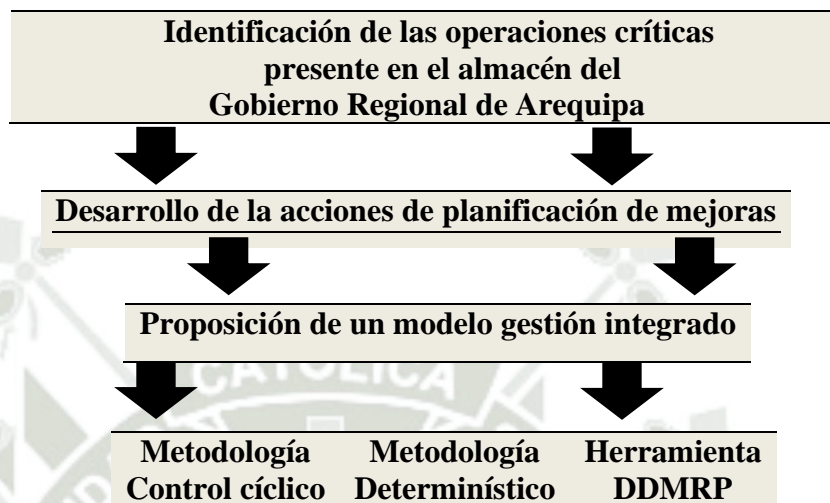 Identificación de las operaciones críticas
presente en el almacén del
Gobierno Regional de Arequipa
Desarrollo de la acciones de planificación de mejoras
Proposición de un modelo gestión integrado
CATOLICA
Metodología Metodología Herramienta
Control cíclico Determinístico DDMRP